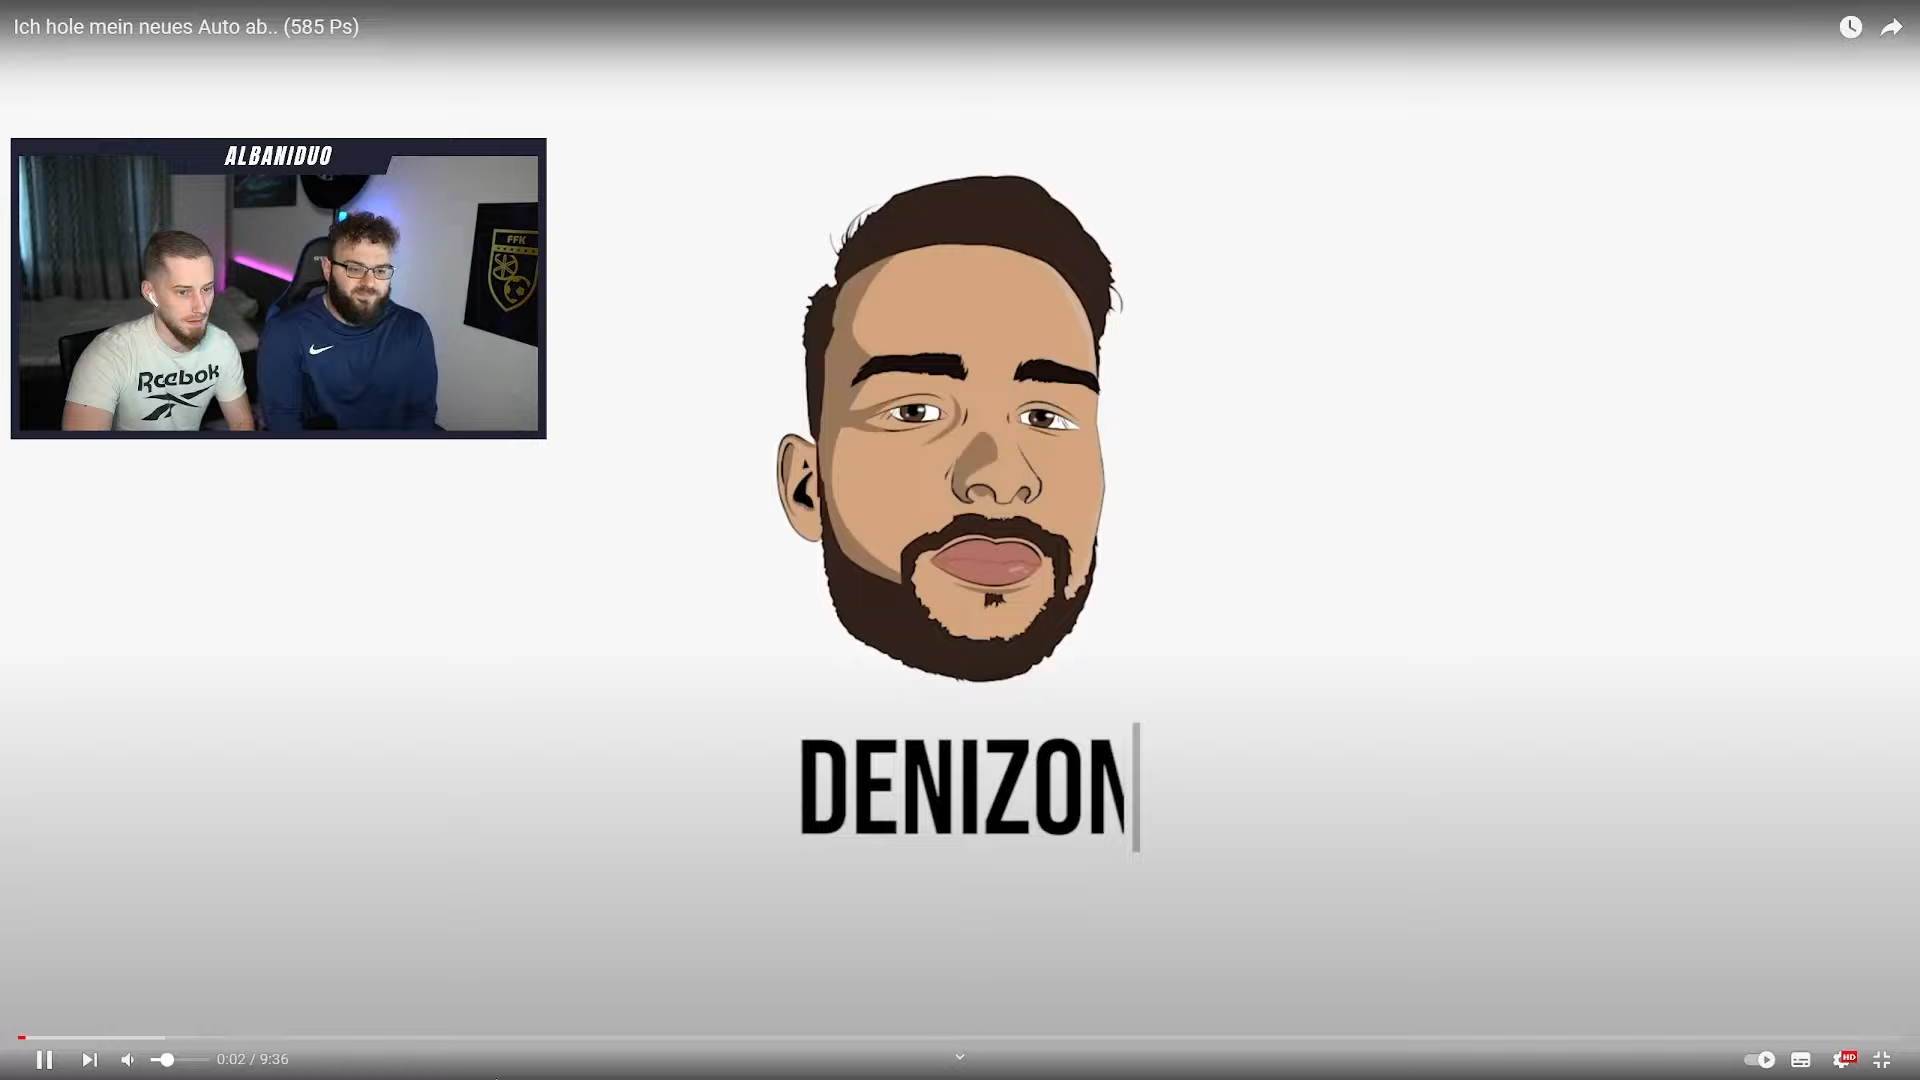 Ich hole mein neues Auto ab.. (585 Ps)
ALBANIDUO
FFK
Reebok
DENIZON
0:02 / 9:36
HD